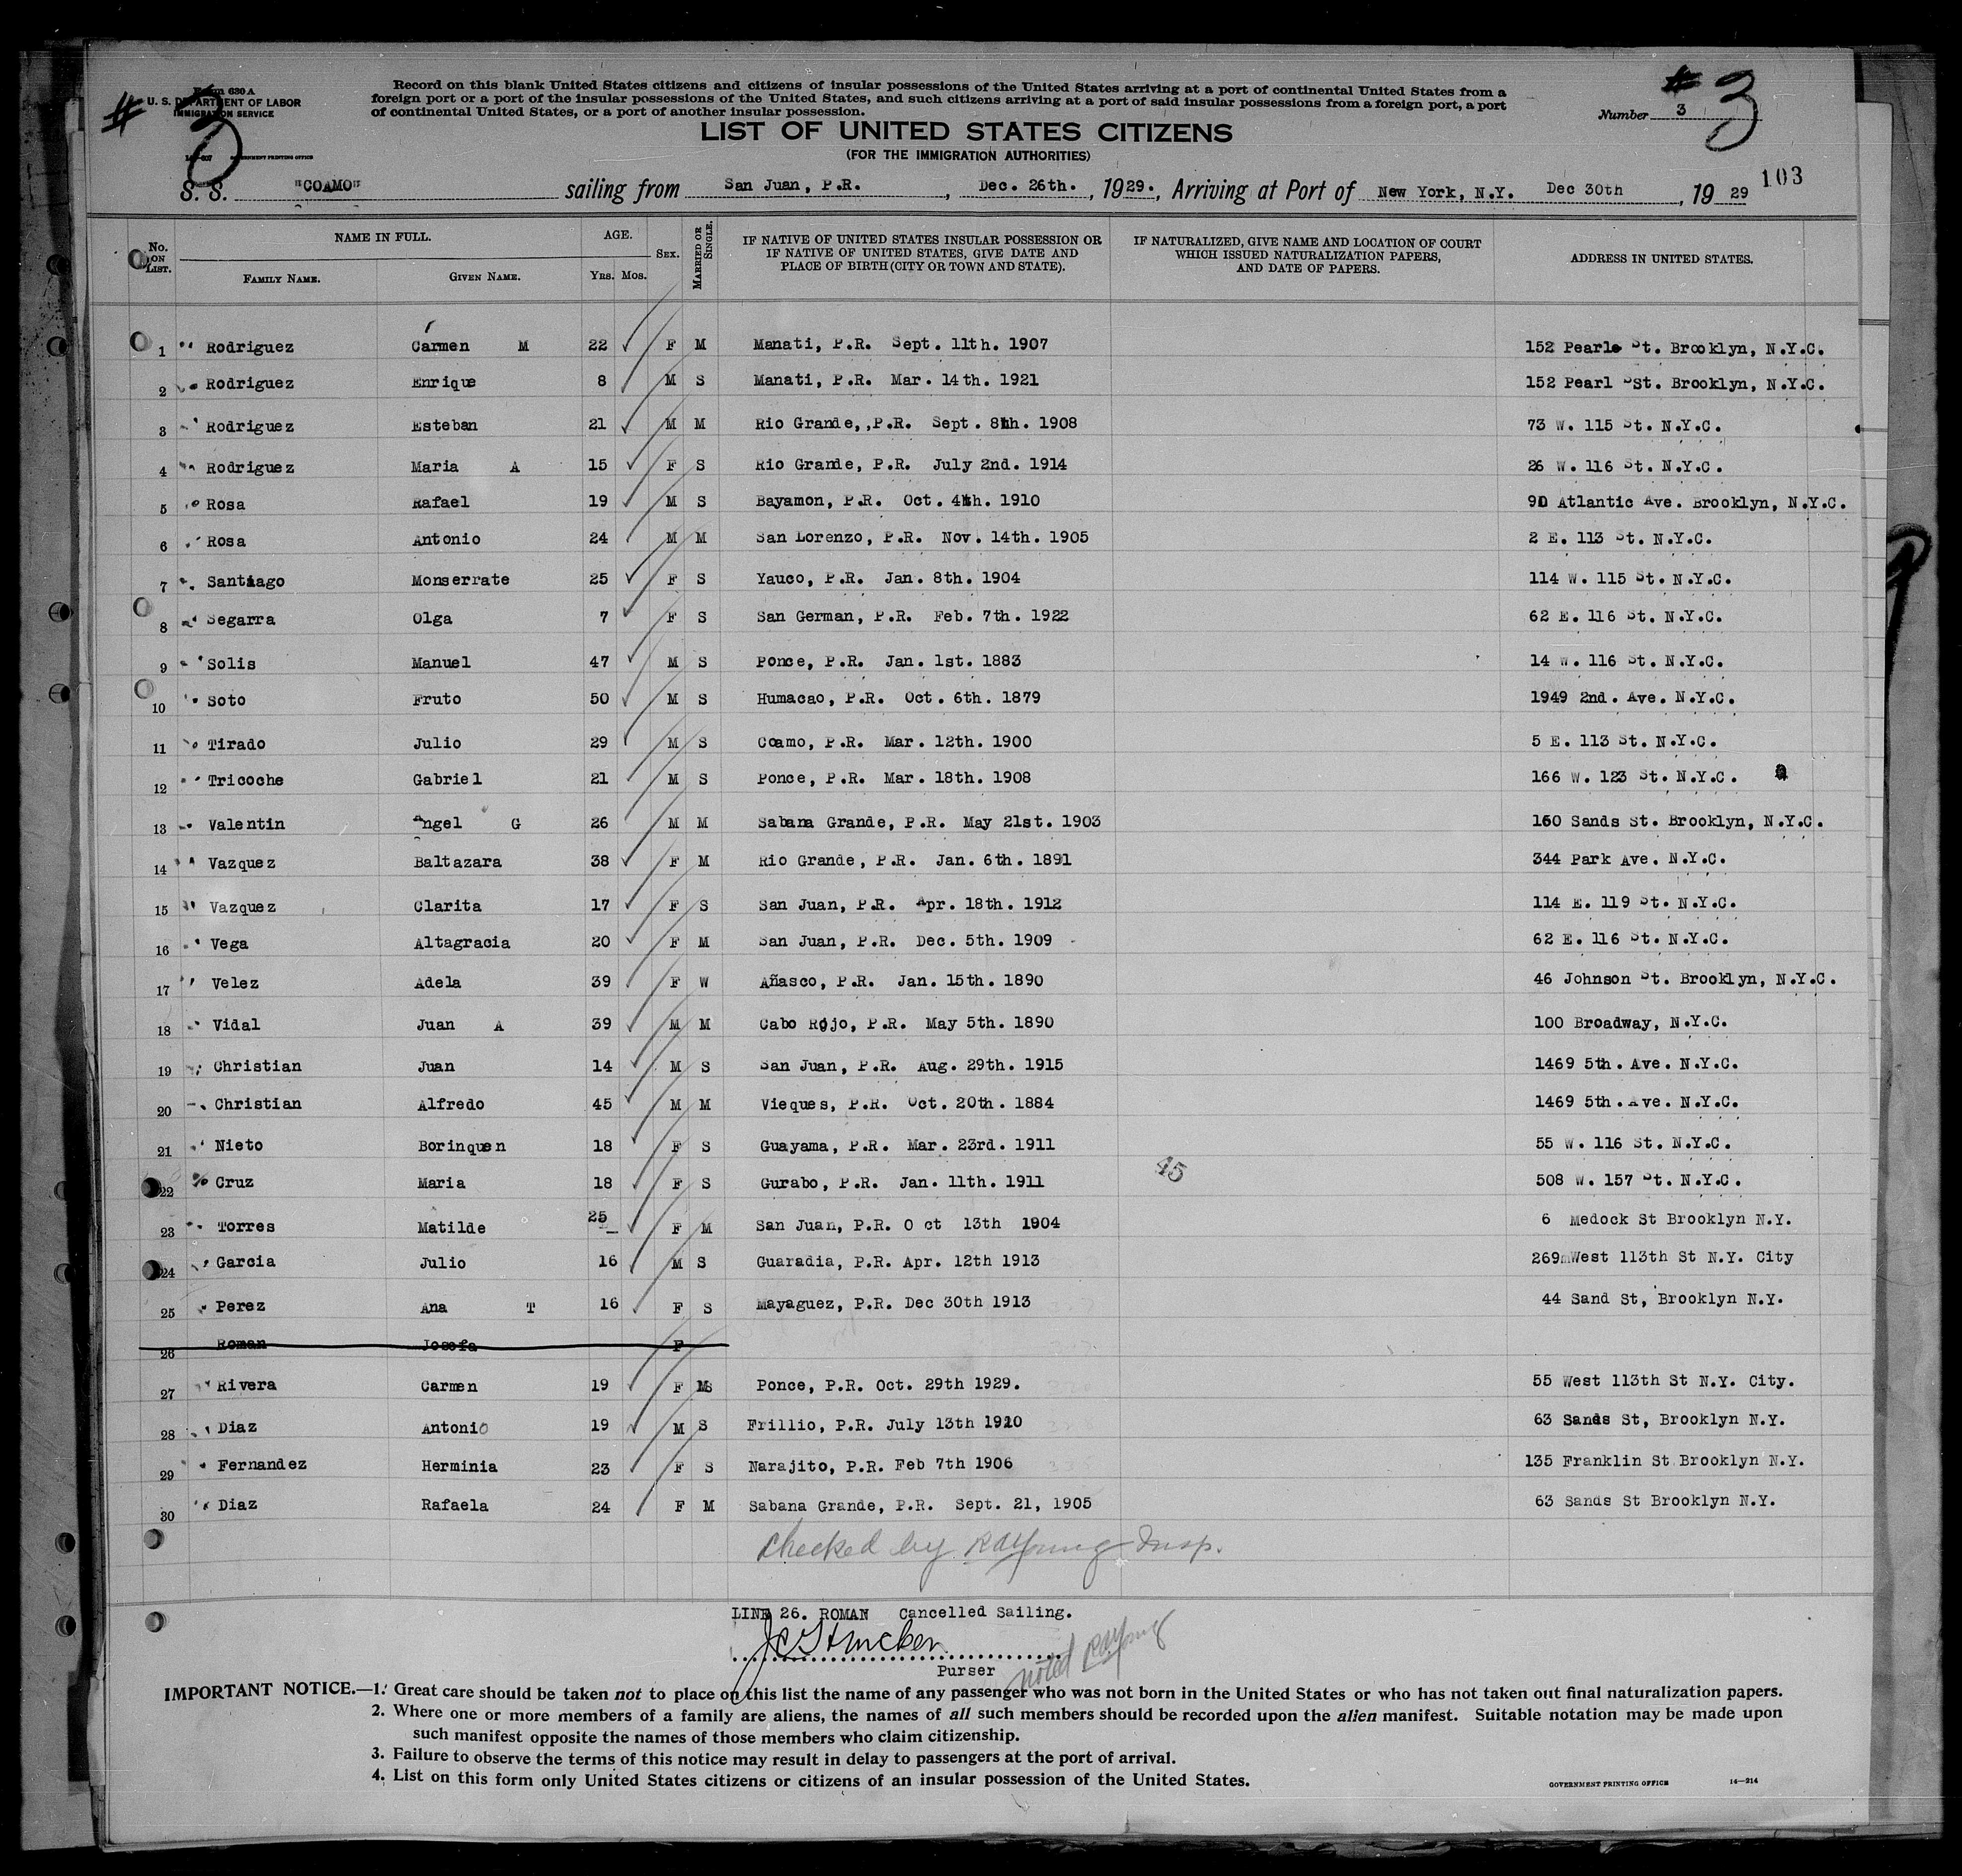 Form 630 A
U. S. DEPARTMENT OF LABOR
IMMIGRATION SERVICE
# 3
Record on this blank United States citizens and citizens of insular possessions of the United States arriving at a port of continental United States from a
foreign port or a port of the insular possessions of the United States, and such citizens arriving at a port of said insular possessions from a foreign port, a port
of continental United States, or a port of another insular possession.
# 3
Number 3
LIST OF UNITED STATES CITIZENS
(FOR THE IMMIGRATION AUTHORITIES)
GOVERNMENT PRINTING OFFICE
103
S. S. "COAMO" sailing from San Juan, P.R. , Dec. 26th. , 1929. , Arriving at Port of New York, N.Y. Dec 30th , 19 29
No. ON LIST. NAME IN FULL. FAMILY NAME. GIVEN NAME. AGE. YRS. MOS. SEX. MARRIED OR SINGLE. IF NATIVE OF UNITED STATES INSULAR POSSESSION OR IF NATIVE OF UNITED STATES, GIVE DATE AND PLACE OF BIRTH (CITY OR TOWN AND STATE). IF NATURALIZED, GIVE NAME AND LOCATION OF COURT WHICH ISSUED NATURALIZATION PAPERS, AND DATE OF PAPERS. ADDRESS IN UNITED STATES.
1 Rodriguez Carmen M 22 F M Manati, P.R. Sept. 11th. 1907 152 Pearle St. Brooklyn, N.Y.C.
2 Rodriguez Enrique 8 M S Manati, P.R. Mar. 14th. 1921 152 Pearl St. Brooklyn, N.Y.C.
3 Rodriguez Esteban 21 M M Rio Grande,,P.R. Sept. 8th. 1908 73 W. 115 St. N.Y.C.
4 Rodriguez Maria A 15 F S Rio Grande, P.R. July 2nd. 1914 26 W. 116 St. N.Y.C.
5 Rosa Rafael 19 M S Bayamon, P.R. Oct. 4th. 1910 90 Atlantic Ave. Brooklyn, N.Y.C.
6 Rosa Antonio 24 M M San Lorenzo, P.R. Nov. 14th. 1905 2 E. 113 St. N.Y.C.
7 Santiago Monserrate 25 F S Yauco, P.R. Jan. 8th. 1904 114 W. 115 St. N.Y.C.
8 Segarra Olga 7 F S San German, P.R. Feb. 7th. 1922 62 E. 116 St. N.Y.C.
9 Solis Manuel 47 M S Ponce, P.R. Jan. 1st. 1883 14 W. 116 St. N.Y.C.
10 Soto Fruto 50 M S Humacao, P.R. Oct. 6th. 1879 1949 2nd. Ave. N.Y.C.
11 Tirado Julio 29 M S Coamo, P.R. Mar. 12th. 1900 5 E. 113 St. N.Y.C.
12 Tricoche Gabriel 21 M S Ponce, P.R. Mar. 18th. 1908 166 W. 123 St. N.Y.C.
13 Valentin Angel G 26 M M Sabana Grande, P.R. May 21st. 1903 160 Sands St. Brooklyn, N.Y.C.
14 Vazquez Baltazara 38 F M Rio Grande, P.R. Jan. 6th. 1891 344 Park Ave. N.Y.C.
15 Vazquez Clarita 17 F S San Juan, P.R. Apr. 18th. 1912 114 E. 119 St. N.Y.C.
16 Vega Altagracia 20 F M San Juan, P.R. Dec. 5th. 1909 62 E. 116 St. N.Y.C.
17 Velez Adela 39 F W Añasco, P.R. Jan. 15th. 1890 46 Johnson St. Brooklyn, N.Y.C.
18 Vidal Juan A 39 M M Cabo Rojo, P.R. May 5th. 1890 100 Broadway, N.Y.C.
19 Christian Juan 14 M S San Juan, P.R. Aug. 29th. 1915 1469 5th. Ave. N.Y.C.
20 Christian Alfredo 45 M M Vieques, P.R. Oct. 20th. 1884 1469 5th. Ave. N.Y.C.
21 Nieto Borinquen 18 F S Guayama, P.R. Mar. 23rd. 1911 55 W. 116 St. N.Y.C.
22 Cruz Maria 18 F S Gurabo, P.R. Jan. 11th. 1911 45 508 W. 157 St. N.Y.C.
23 Torres Matilde 25 F M San Juan, P.R. O ct 13th 1904 6 Medock St Brooklyn N.Y.
24 Garcia Julio 16 M S Guaradia, P.R. Apr. 12th 1913 269 West 113th St N.Y. City
25 Perez Ana T 16 F S Mayaguez, P.R. Dec 30th 1913 44 Sand St, Brooklyn N.Y.
26 Roman Josefa F
27 Rivera Carmen 19 F MS Ponce, P.R. Oct. 29th 1929. 55 West 113th St N.Y. City.
28 Diaz Antonio 19 M S Frillio, P.R. July 13th 1910 63 Sands St, Brooklyn N.Y.
29 Fernandez Herminia 23 F S Narajito, P.R. Feb 7th 1906 135 Franklin St Brooklyn N.Y.
30 Diaz Rafaela 24 F M Sabana Grande, P.R. Sept. 21, 1905 63 Sands St Brooklyn N.Y.
Checked by RA Young Insp.
LINE 26. ROMAN Cancelled Sailing.
Purser
noted RA Young
IMPORTANT NOTICE.—1. Great care should be taken not to place on this list the name of any passenger who was not born in the United States or who has not taken out final naturalization papers.
2. Where one or more members of a family are aliens, the names of all such members should be recorded upon the alien manifest. Suitable notation may be made upon
such manifest opposite the names of those members who claim citizenship.
3. Failure to observe the terms of this notice may result in delay to passengers at the port of arrival.
4. List on this form only United States citizens or citizens of an insular possession of the United States.
GOVERNMENT PRINTING OFFICE 14—214